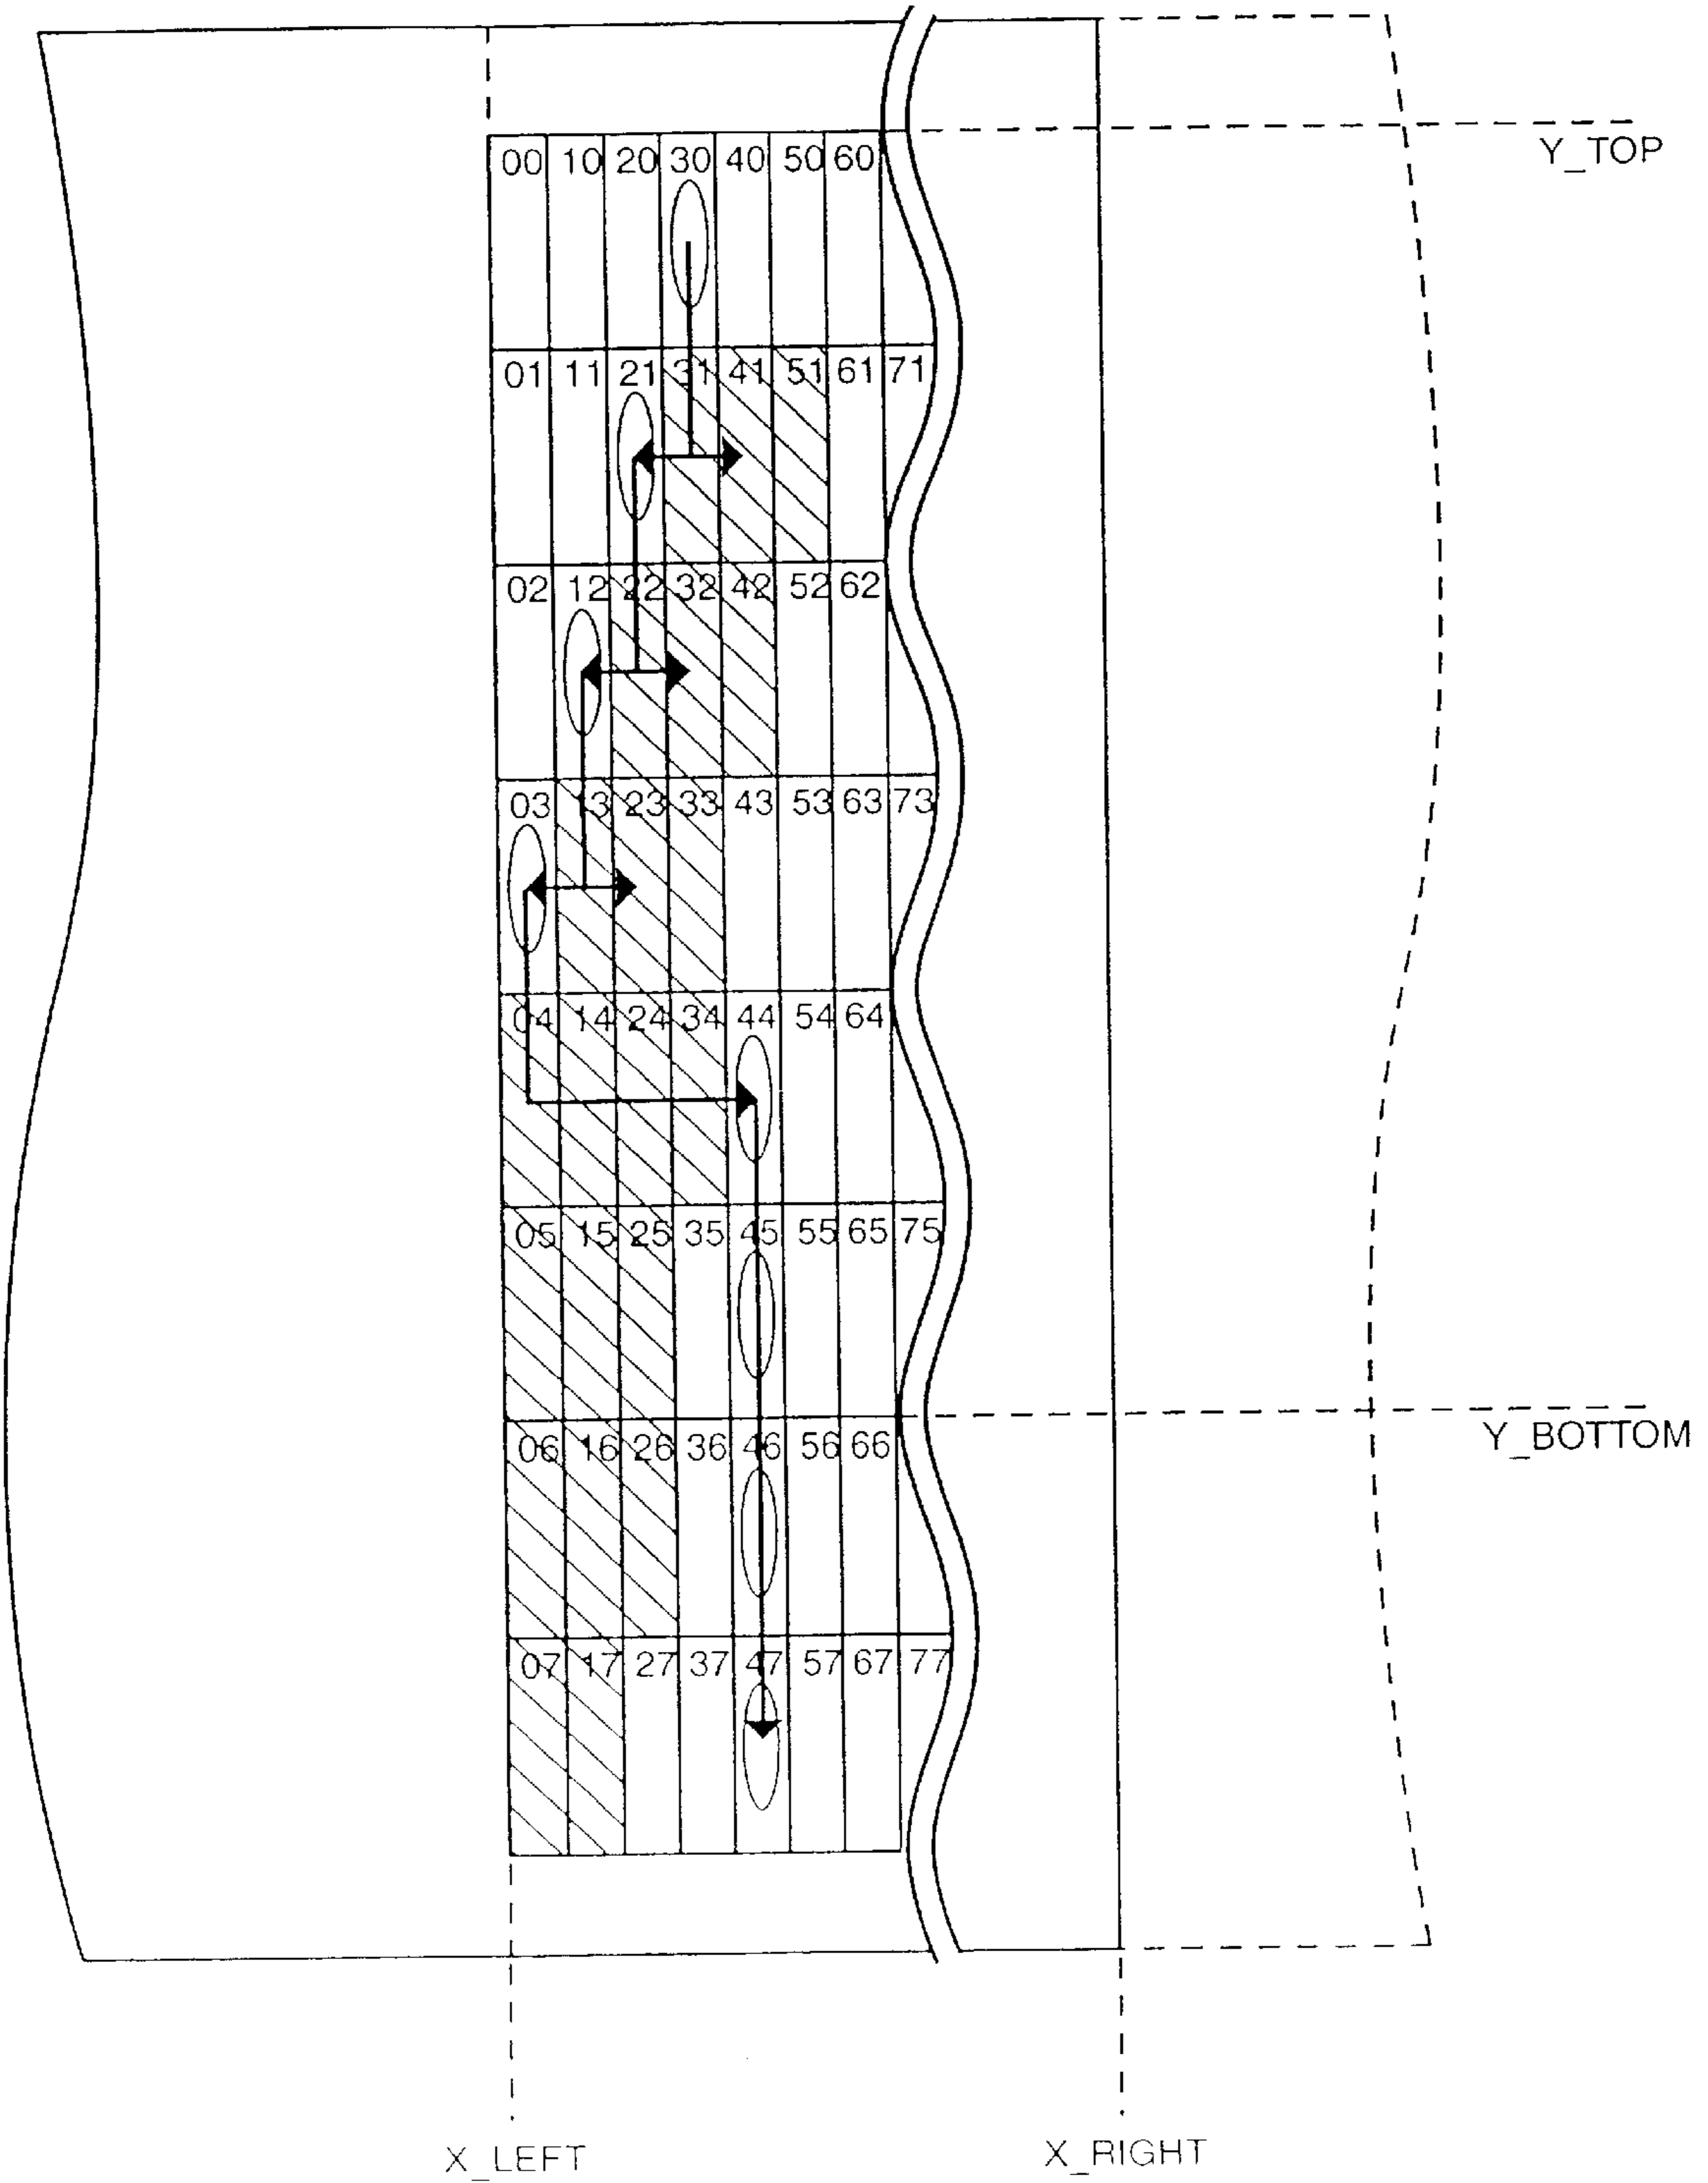 Y_TOP
00 10 20 30 40 50 60
01 11 21 31 41 51 61 71
02 12 22 32 42 52 62
03 13 23 33 43 53 63 73
04 14 24 34 44 54 64
05 15 25 35 45 55 65 75
Y_BOTTOM
06 16 26 36 46 56 66
07 17 27 37 47 57 67 77
X_LEFT X_RIGHT